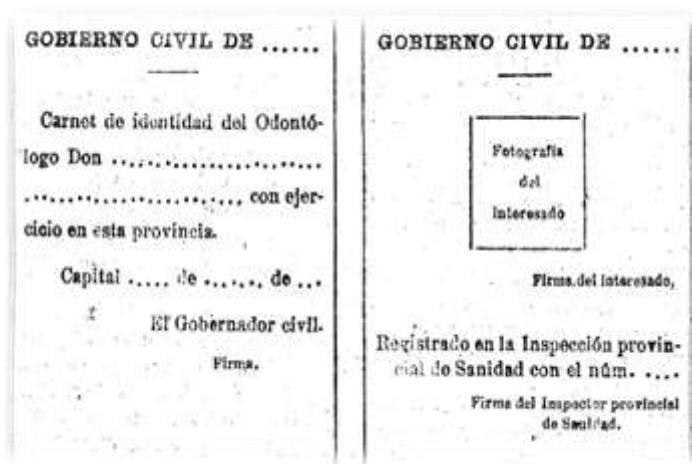 GOBIERNO CIVIL DE ......
Carnet de identidad del Odontó-
logo Don ........................
........................, con ejer-
cicio en esta provincia.
Capital ..... de ....... de ...
El Gobernador civil.
Firma.
GOBIERNO CIVIL DE ......
Fotografía
del
Interesado
Firma del interesado,
Registrado en la Inspección provin-
cial de Sanidad con el núm. .....
Firma del Inspector provincial
de Sanidad.